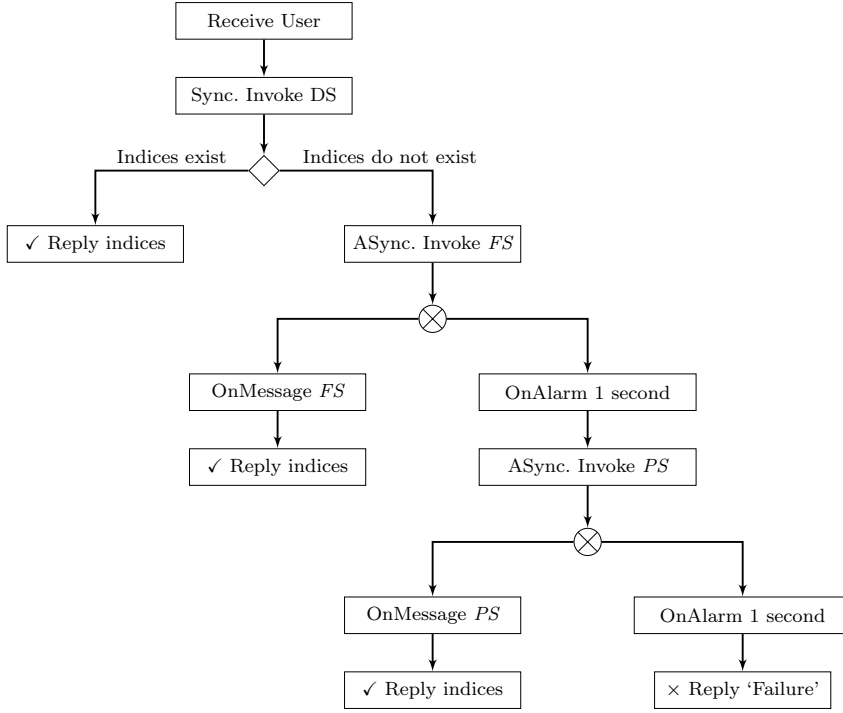 Receive User
Sync. Invoke DS
Indices exist
Indices do not exist
✓ Reply indices
ASync. Invoke FS
OnMessage FS
OnAlarm 1 second
✓ Reply indices
ASync. Invoke PS
OnMessage PS
OnAlarm 1 second
✓ Reply indices
× Reply ‘Failure’